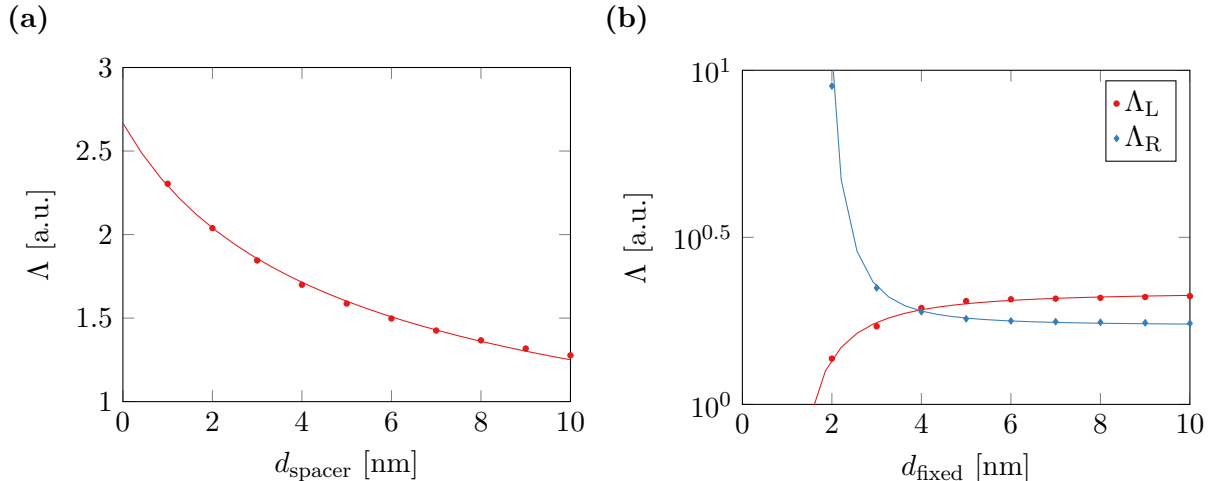 (a)
3
2.5
2
1.5
1
0 2 4 6 8 10
Λ [a.u.]
d_spacer [nm]
(b)
10^1
10^0.5
10^0
0 2 4 6 8 10
Λ [a.u.]
d_fixed [nm]
Λ_L
Λ_R